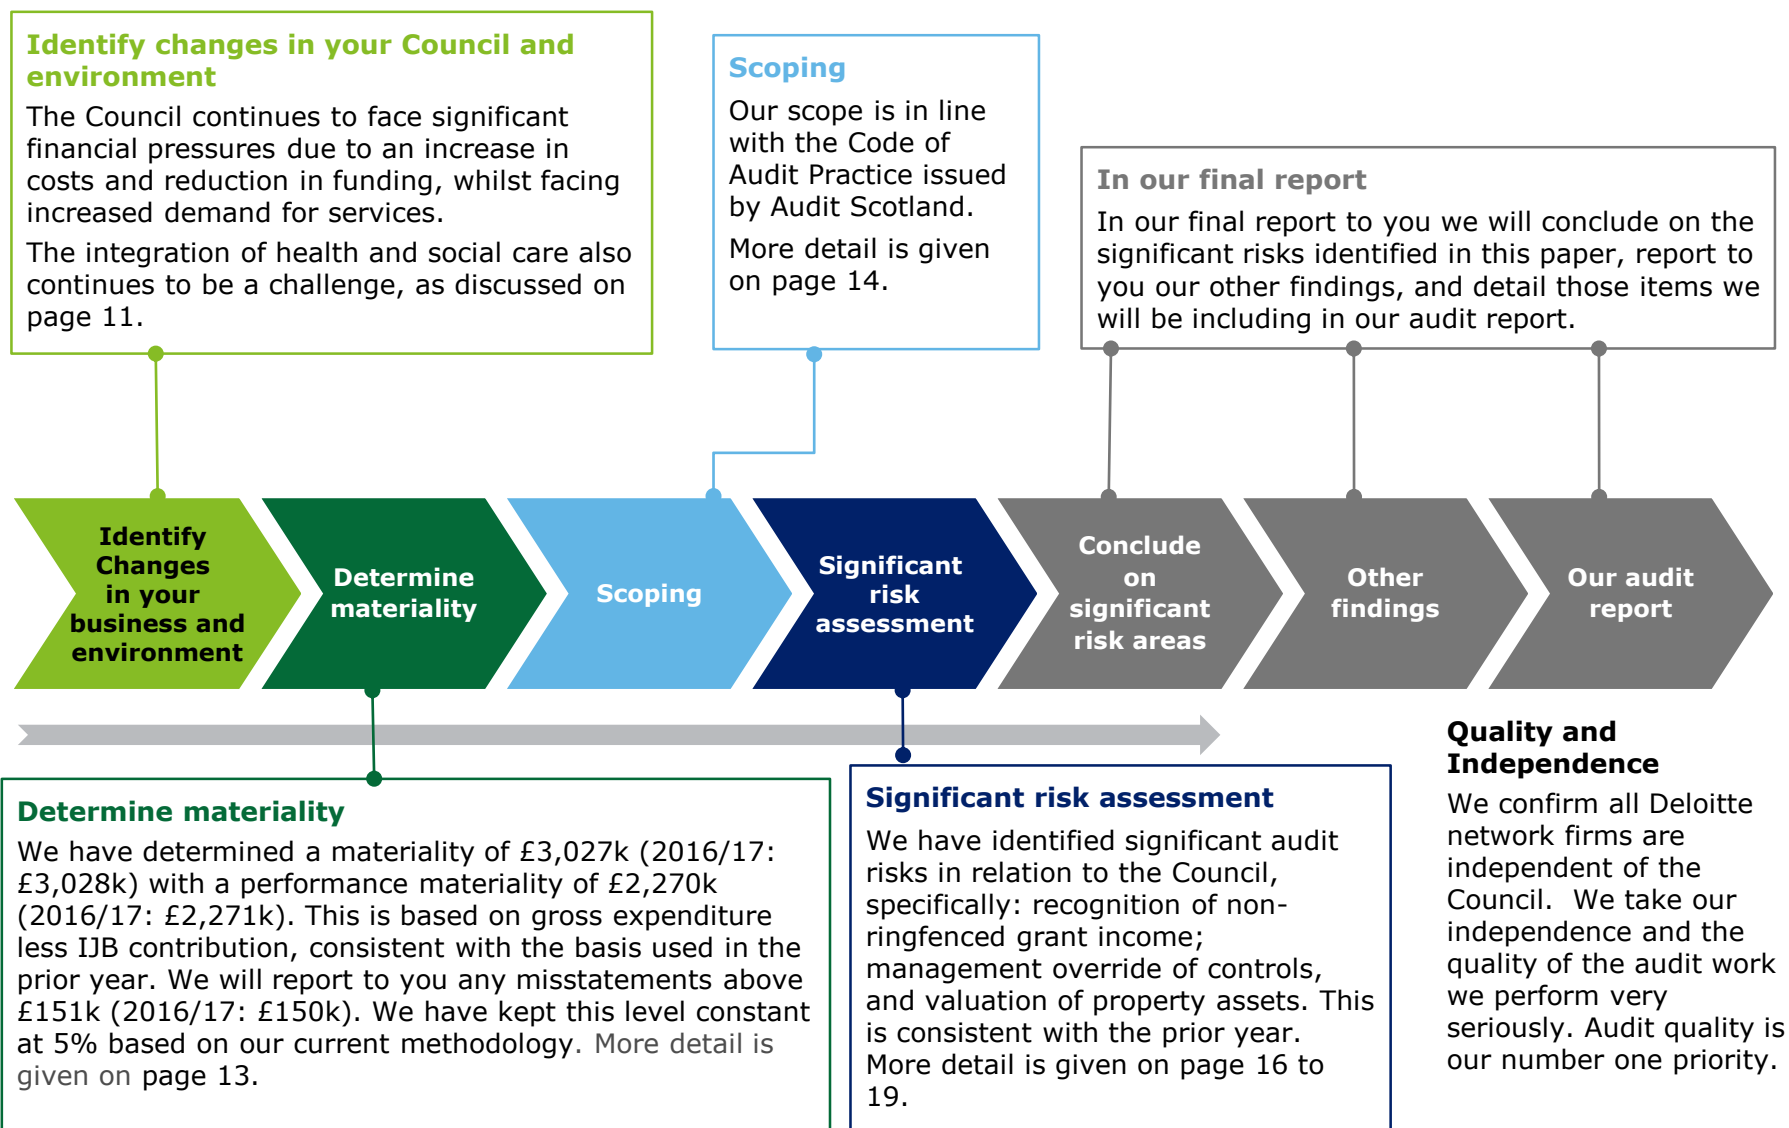 Identify changes in your Council and
environment
The Council continues to face significant
financial pressures due to an increase in
costs and reduction in funding, whilst facing
increased demand for services.
The integration of health and social care also
continues to be a challenge, as discussed on
page 11.
Scoping
Our scope is in line
with the Code of
Audit Practice issued
by Audit Scotland.
More detail is given
on page 14.
In our final report
In our final report to you we will conclude on the
significant risks identified in this paper, report to
you our other findings, and detail those items we
will be including in our audit report.
Identify
Changes
in your
business and
environment
Determine
materiality
Scoping
Significant
risk
assessment
Conclude
on
significant
risk areas
Other
findings
Our audit
report
Determine materiality
We have determined a materiality of £3,027k (2016/17:
£3,028k) with a performance materiality of £2,270k
(2016/17: £2,271k). This is based on gross expenditure
less IJB contribution, consistent with the basis used in the
prior year. We will report to you any misstatements above
£151k (2016/17: £150k). We have kept this level constant
at 5% based on our current methodology. More detail is
given on page 13.
Significant risk assessment
We have identified significant audit
risks in relation to the Council,
specifically: recognition of non-
ringfenced grant income;
management override of controls,
and valuation of property assets. This
is consistent with the prior year.
More detail is given on page 16 to
19.
Quality and
Independence
We confirm all Deloitte
network firms are
independent of the
Council.  We take our
independence and the
quality of the audit work
we perform very
seriously. Audit quality is
our number one priority.